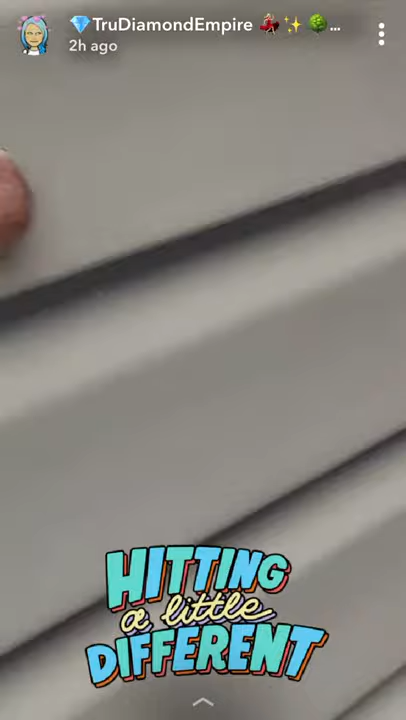 💎TruDiamondEmpire 💃✨ 🌳...
2h ago
HITTING
a little
DIFFERENT